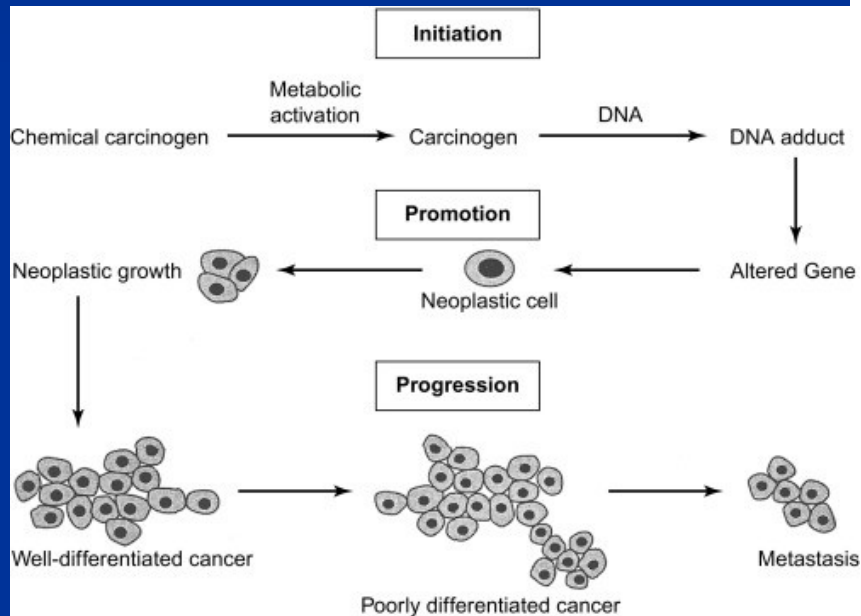 Initiation
Metabolic
activation
DNA
Chemical carcinogen
Carcinogen
DNA adduct
Promotion
Neoplastic growth
Neoplastic cell
Altered Gene
Progression
Well-differentiated cancer
Poorly differentiated cancer
Metastasis